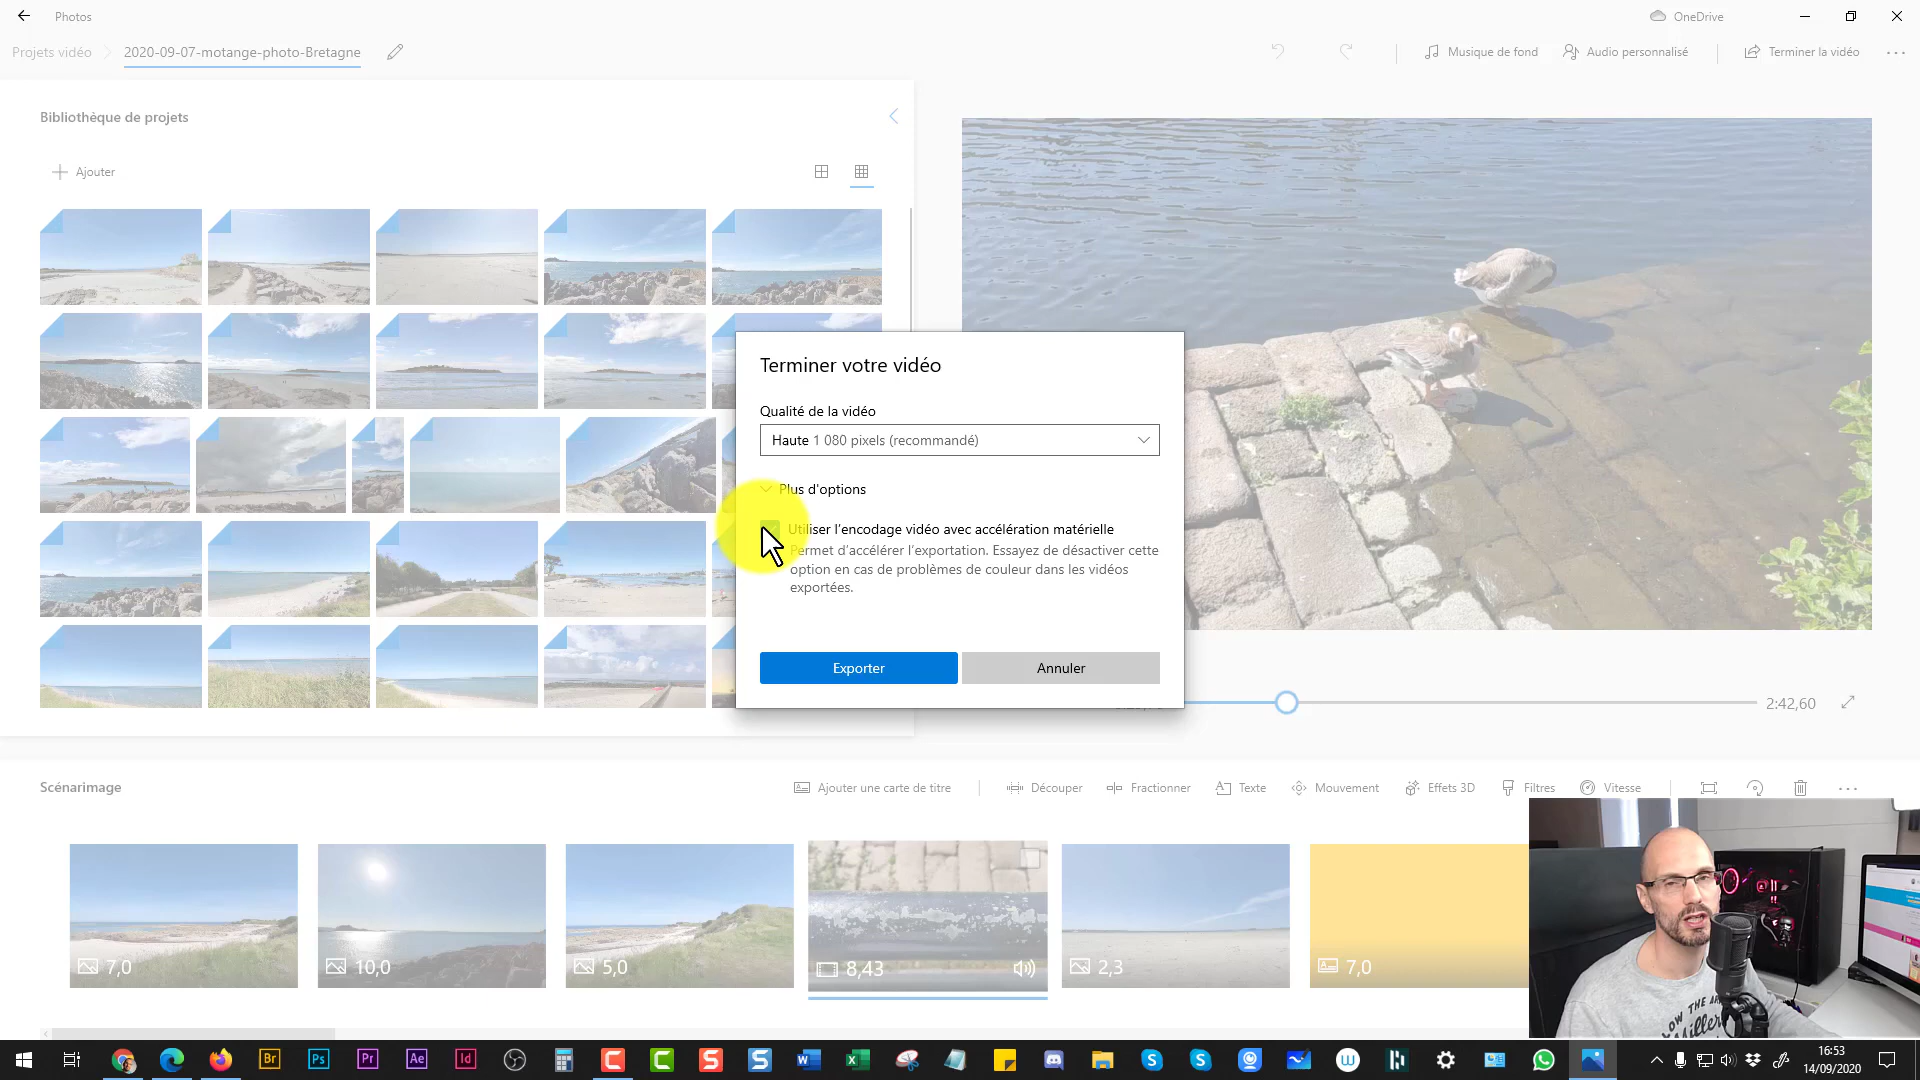 Photos
OneDrive
Projets vidéo
2020-09-07-motange-photo-Bretagne
Musique de fond
Audio personnalisé
Terminer la vidéo
Bibliothèque de projets
Ajouter
Terminer votre vidéo
Qualité de la vidéo
Haute 1 080 pixels (recommandé)
Plus d'options
Utiliser l'encodage vidéo avec accélération matérielle
Permet d'accélérer l'exportation. Essayez de désactiver cette
option en cas de problèmes de couleur dans les vidéos
exportées.
Exporter
Annuler
2:42,60
Scénarimage
Ajouter une carte de titre
Découper
Fractionner
Texte
Mouvement
Effets 3D
Filtres
Vitesse
7,0
10,0
5,0
8,43
2,3
7,0
Br
Ps
Pr
Ae
Id
16:53
14/09/2020